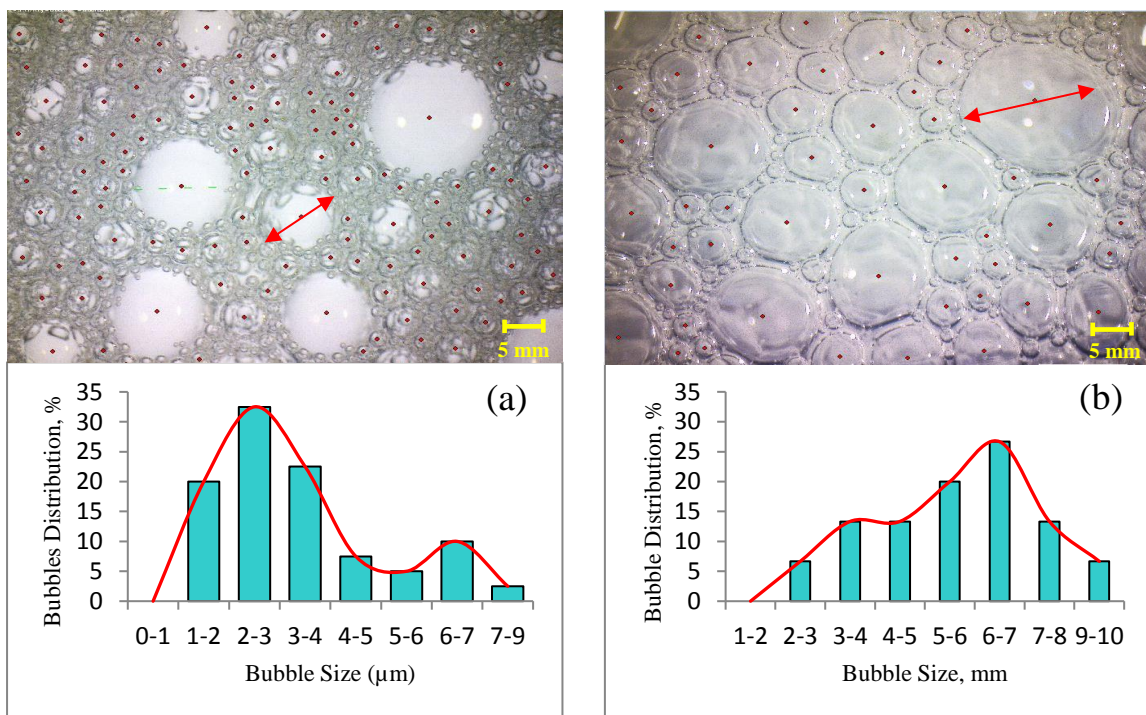 5 mm
5 mm
(a)
Bubbles Distribution, %
35
30
25
20
15
10
5
0
0-1 1-2 2-3 3-4 4-5 5-6 6-7 7-9
Bubble Size (µm)
(b)
Bubble Distribution, %
35
30
25
20
15
10
5
0
1-2 2-3 3-4 4-5 5-6 6-7 7-8 9-10
Bubble Size, mm